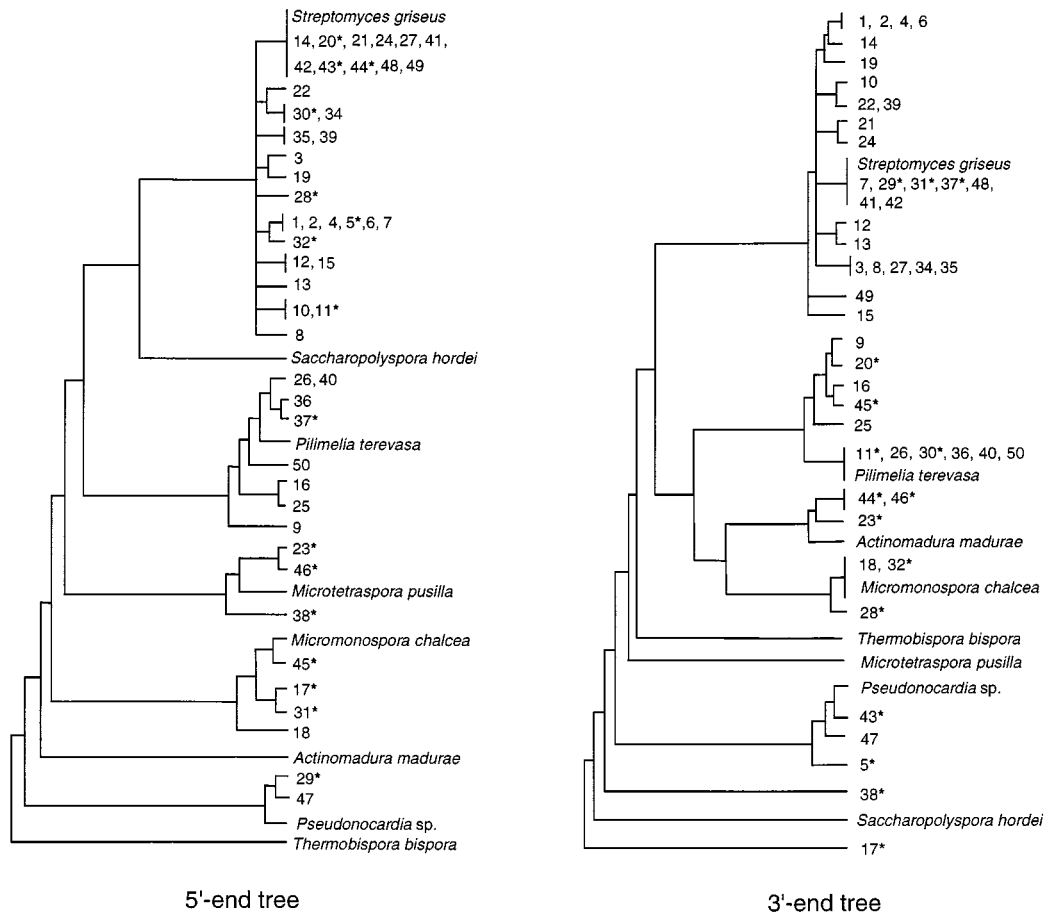 Streptomyces griseus
14, 20*, 21,24, 27, 41,
42, 43*, 44*, 48, 49
22
30*, 34
35, 39
3
19
28*
1, 2, 4, 5*,6, 7
32*
12, 15
13
10,11*
8
Saccharopolyspora hordei
26, 40
36
37*
Pilimelia terevasa
50
16
25
9
23*
46*
Microtetraspora pusilla
38*
Micromonospora chalcea
45*
17*
31*
18
Actinomadura madurae
29*
47
Pseudonocardia sp.
Thermobispora bispora
5'-end tree
1, 2, 4, 6
14
19
10
22, 39
21
24
Streptomyces griseus
7, 29*, 31*, 37*, 48,
41, 42
12
13
3, 8, 27, 34, 35
49
15
9
20*
16
45*
25
11*, 26, 30*, 36, 40, 50
Pilimelia terevasa
44*, 46*
23*
Actinomadura madurae
18, 32*
Micromonospora chalcea
28*
Thermobispora bispora
Microtetraspora pusilla
Pseudonocardia sp.
43*
47
5*
38*
Saccharopolyspora hordei
17*
3'-end tree